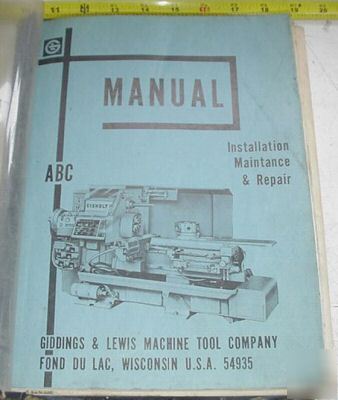 MANUAL
Installation
Maintance
& Repair
ABC
GISHOLT
GIDDINGS & LEWIS MACHINE TOOL COMPANY
FOND DU LAC, WISCONSIN U.S.A. 54935